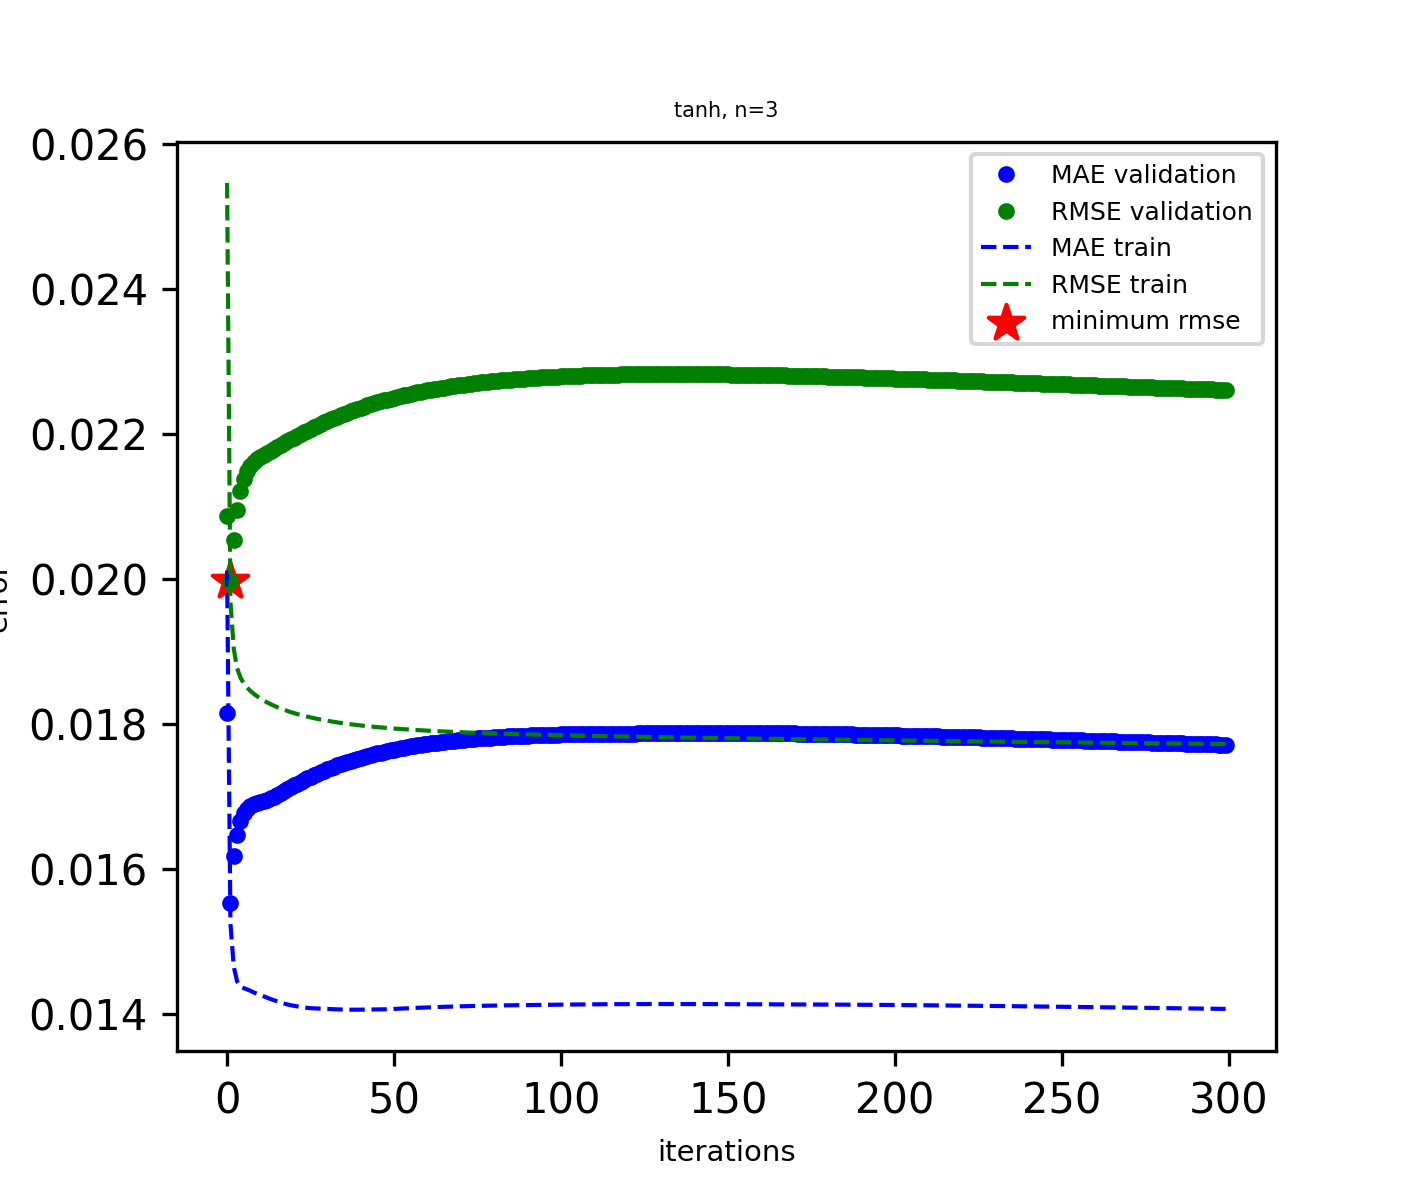 tanh, n=3
0.026
0.024
0.022
0.020
0.018
0.016
0.014
MAE validation
RMSE validation
MAE train
RMSE train
minimum rmse
0 50 100 150 200 250 300
iterations